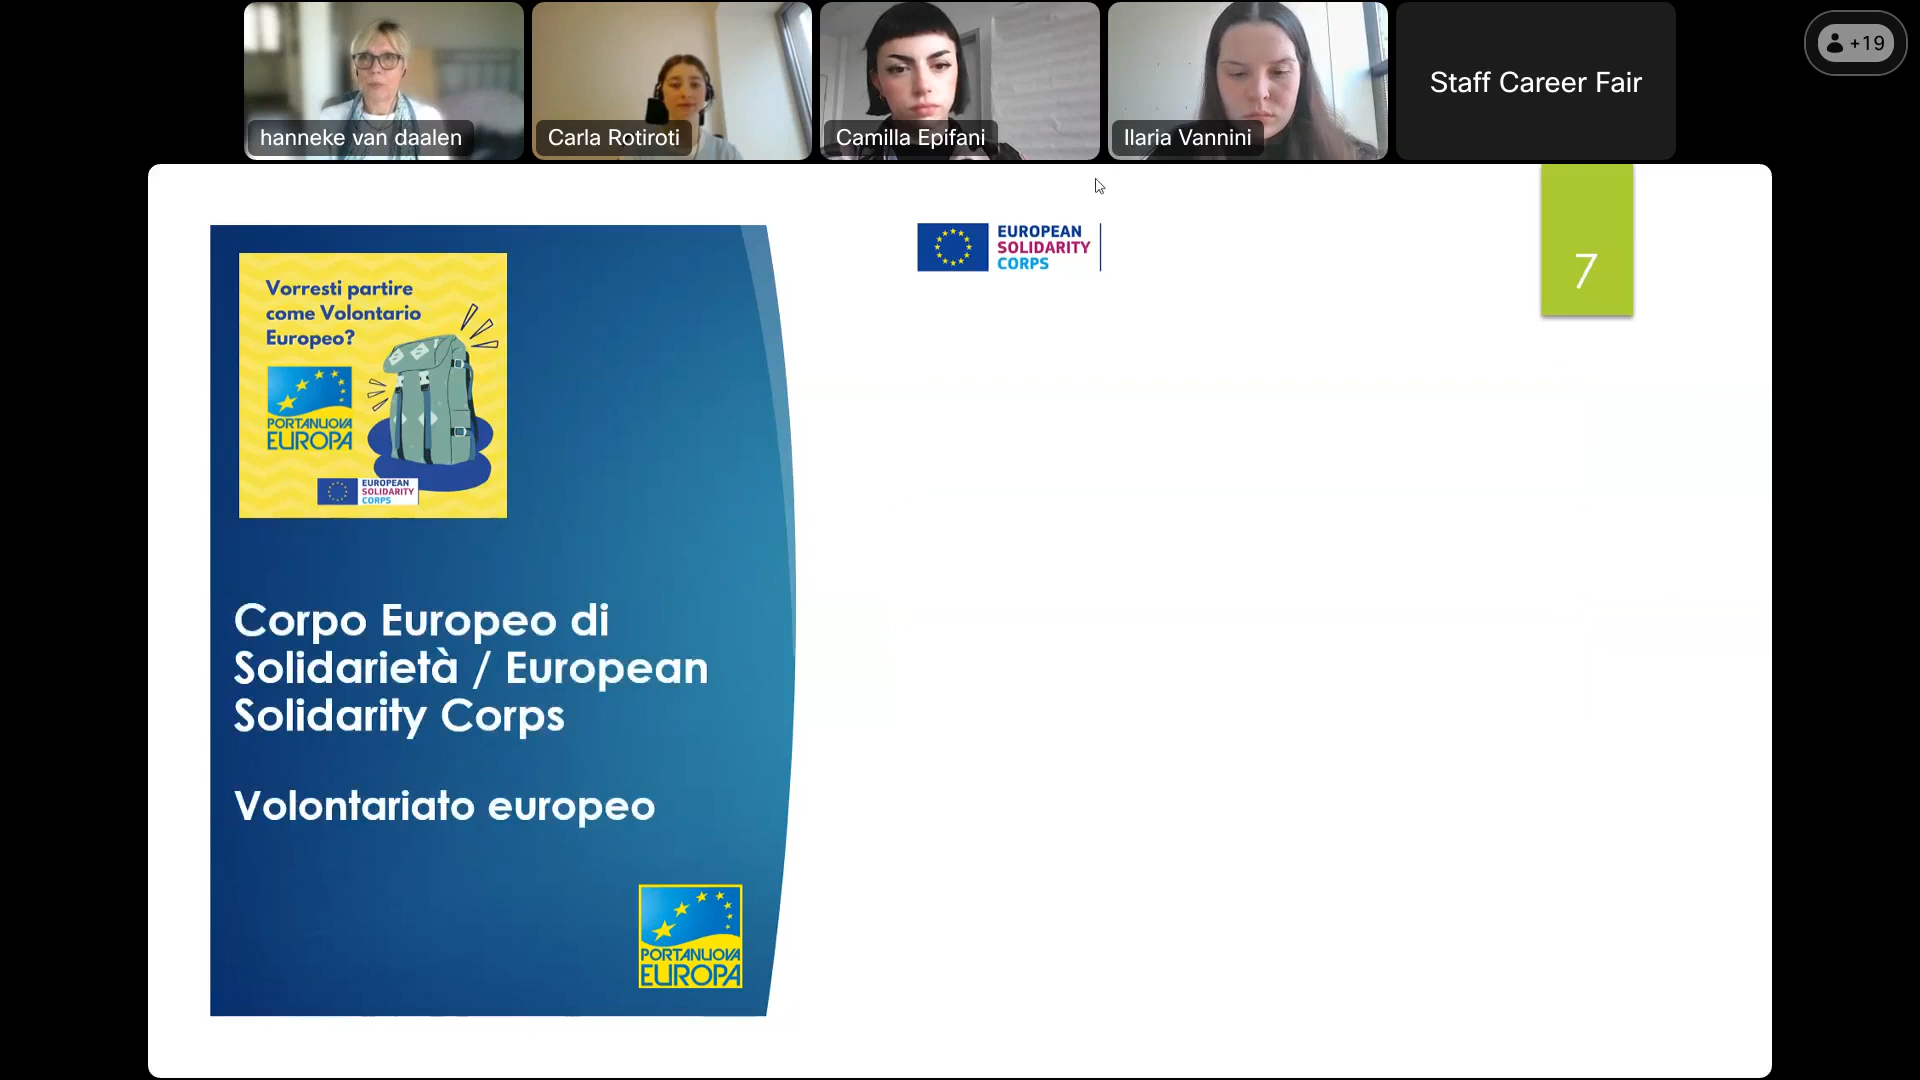 hanneke van daalen
Carla Rotiroti
Camilla Epifani
Ilaria Vannini
Staff Career Fair
+19
EUROPEAN
SOLIDARITY
CORPS
7
Vorresti partire
come Volontario
Europeo?
PORTANUOVA
EUROPA
EUROPEAN
SOLIDARITY
CORPS
Corpo Europeo di
Solidarietà / European
Solidarity Corps
Volontariato europeo
PORTANUOVA
EUROPA